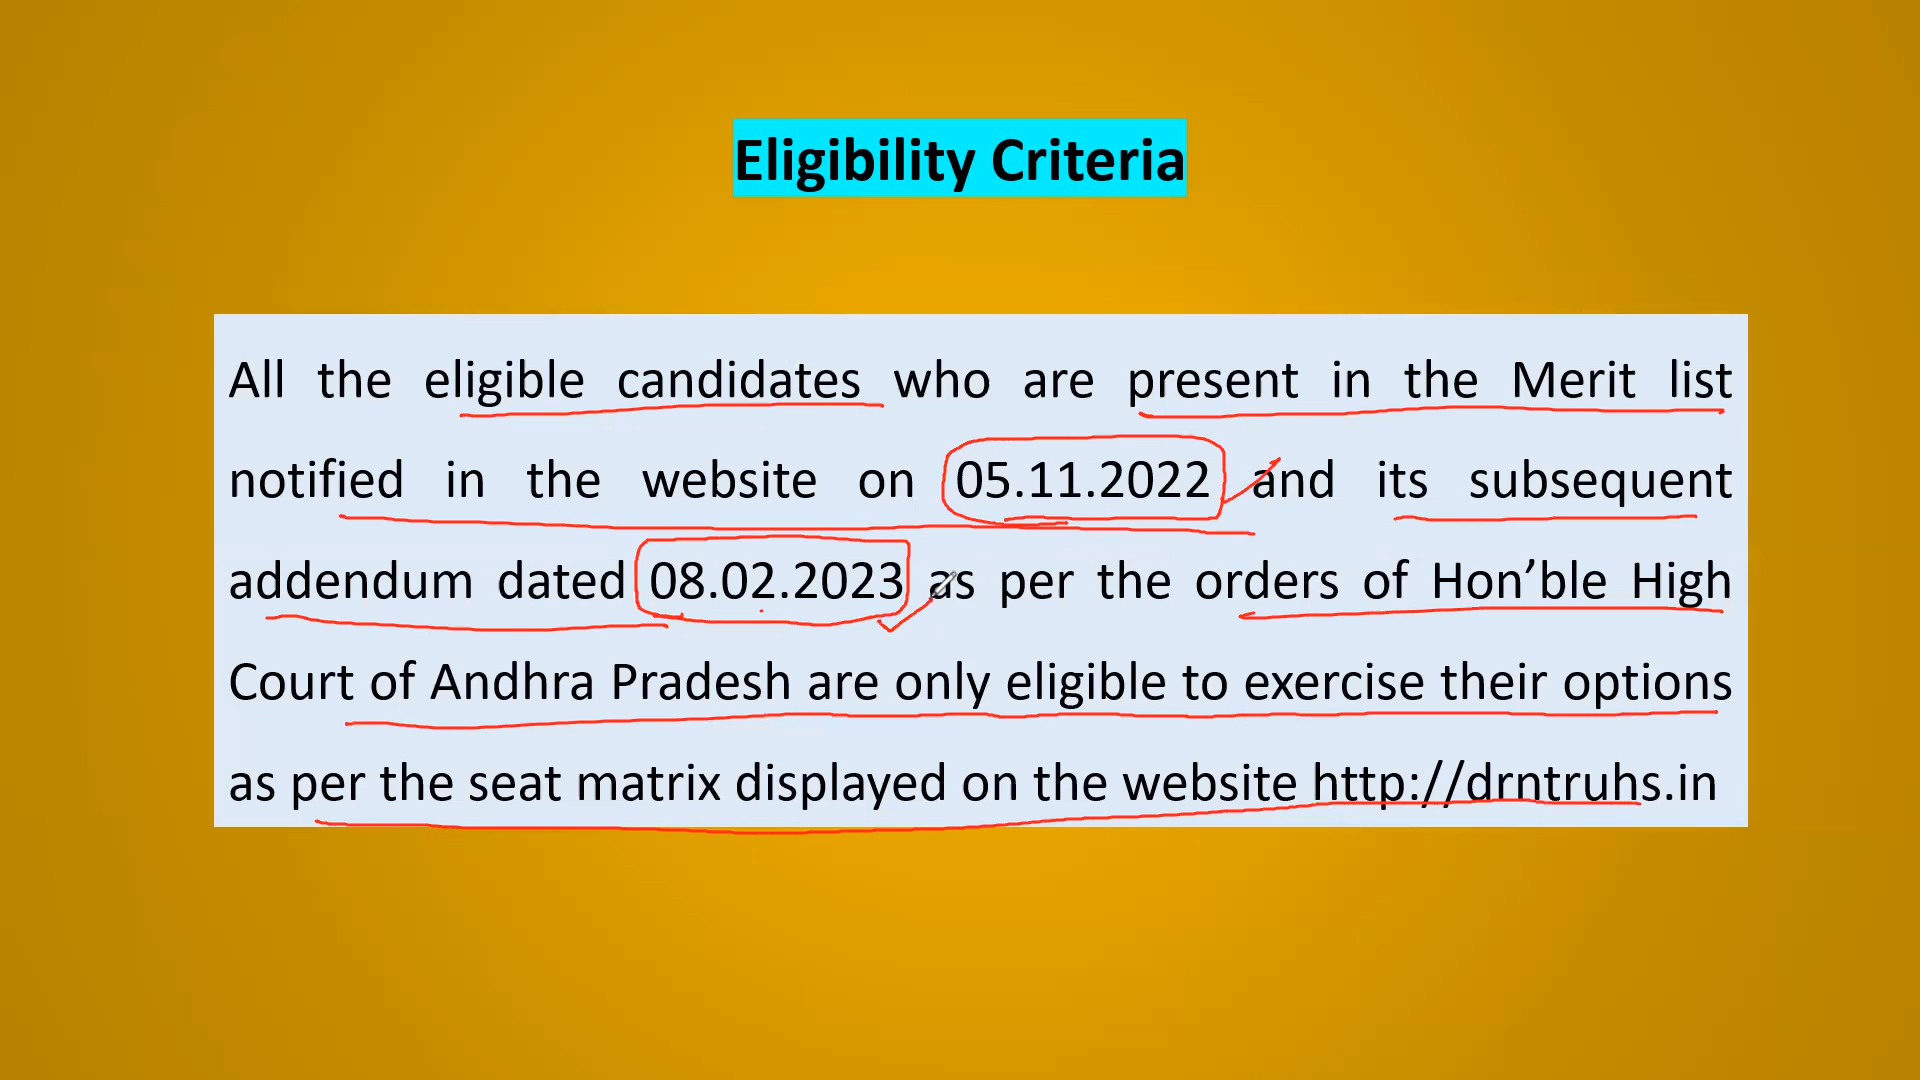 Eligibility Criteria
All the eligible candidates who are present in the Merit list
notified in the website on 05.11.2022 and its subsequent
addendum dated 08.02.2023 as per the orders of Hon’ble High
Court of Andhra Pradesh are only eligible to exercise their options
as per the seat matrix displayed on the website http://drntruhs.in